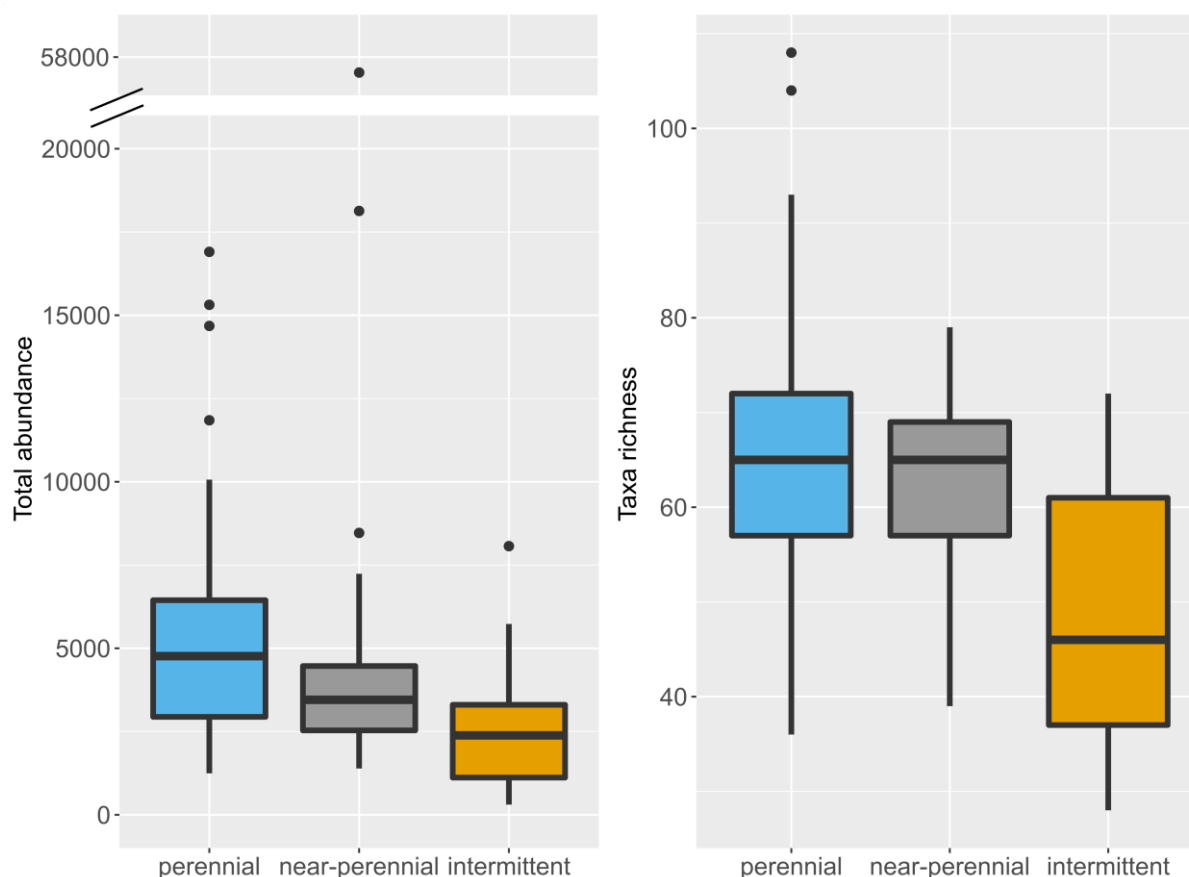 Total abundance
58000
20000
15000
10000
5000
0
perennial near-perennial intermittent
Taxa richness
100
80
60
40
perennial near-perennial intermittent